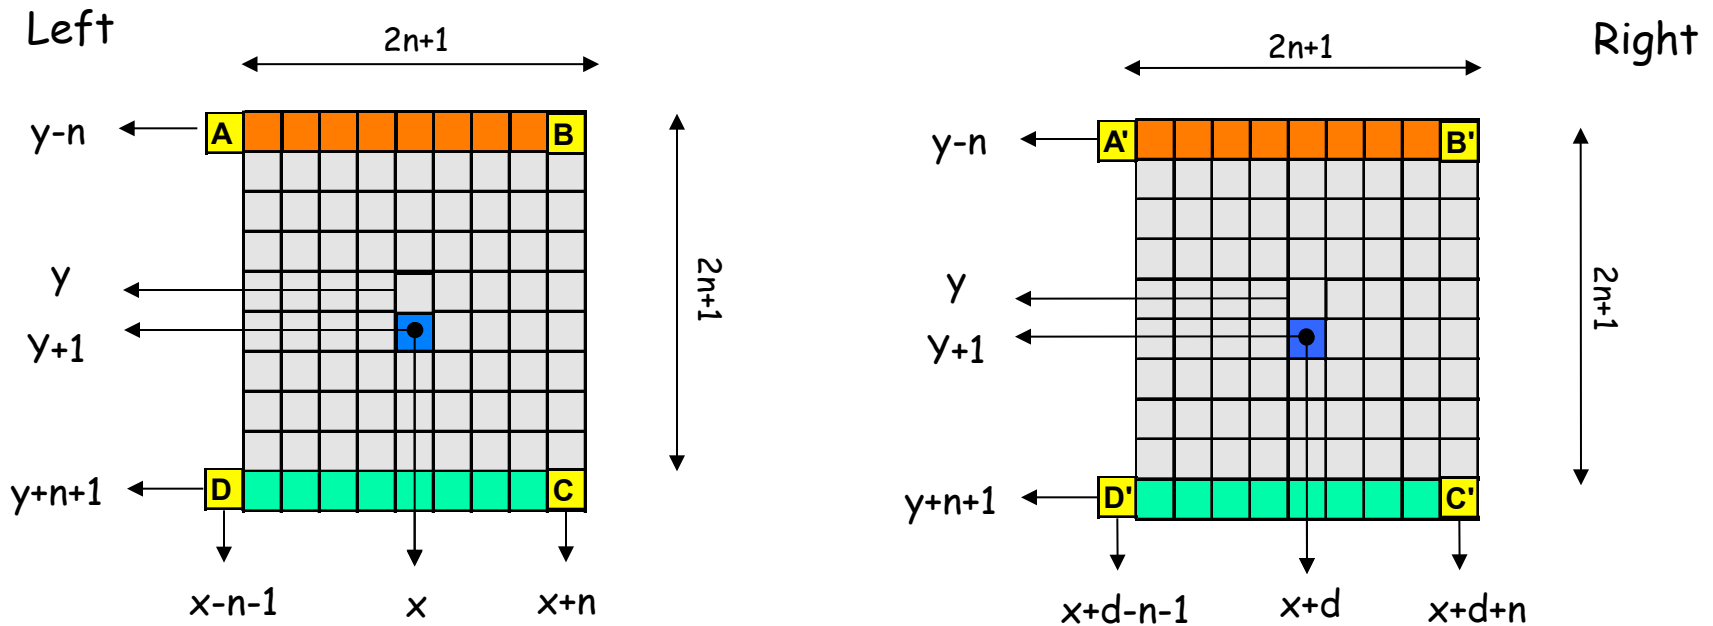 Left
2n+1
y-n
A
B
y
Y+1
2n+1
y+n+1
D
C
x-n-1
x
x+n
Right
2n+1
y-n
A'
B'
y
Y+1
2n+1
y+n+1
D'
C'
x+d-n-1
x+d
x+d+n